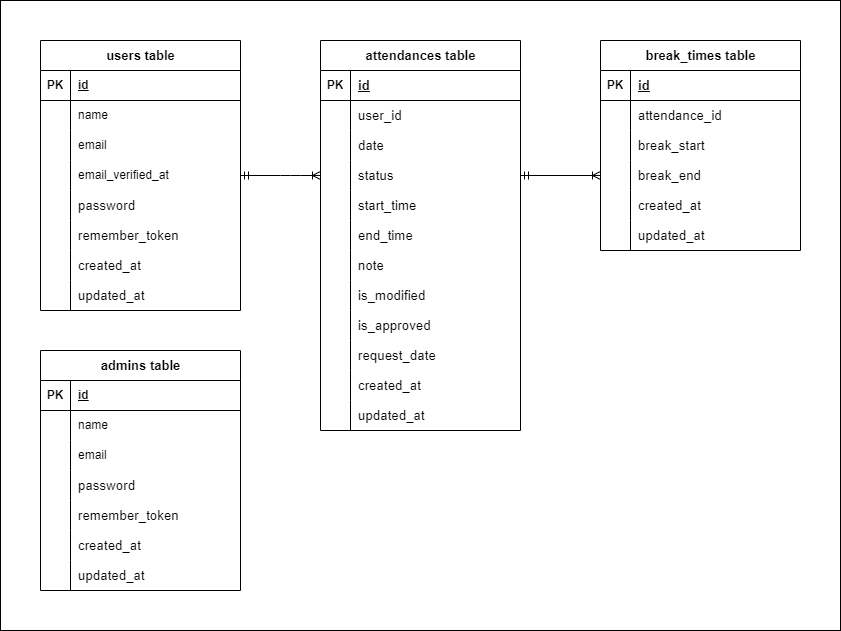 users table
PK id
name
email
email_verified_at
password
remember_token
created_at
updated_at
attendances table
PK id
user_id
date
status
start_time
end_time
note
is_modified
is_approved
request_date
created_at
updated_at
break_times table
PK id
attendance_id
break_start
break_end
created_at
updated_at
admins table
PK id
name
email
password
remember_token
created_at
updated_at